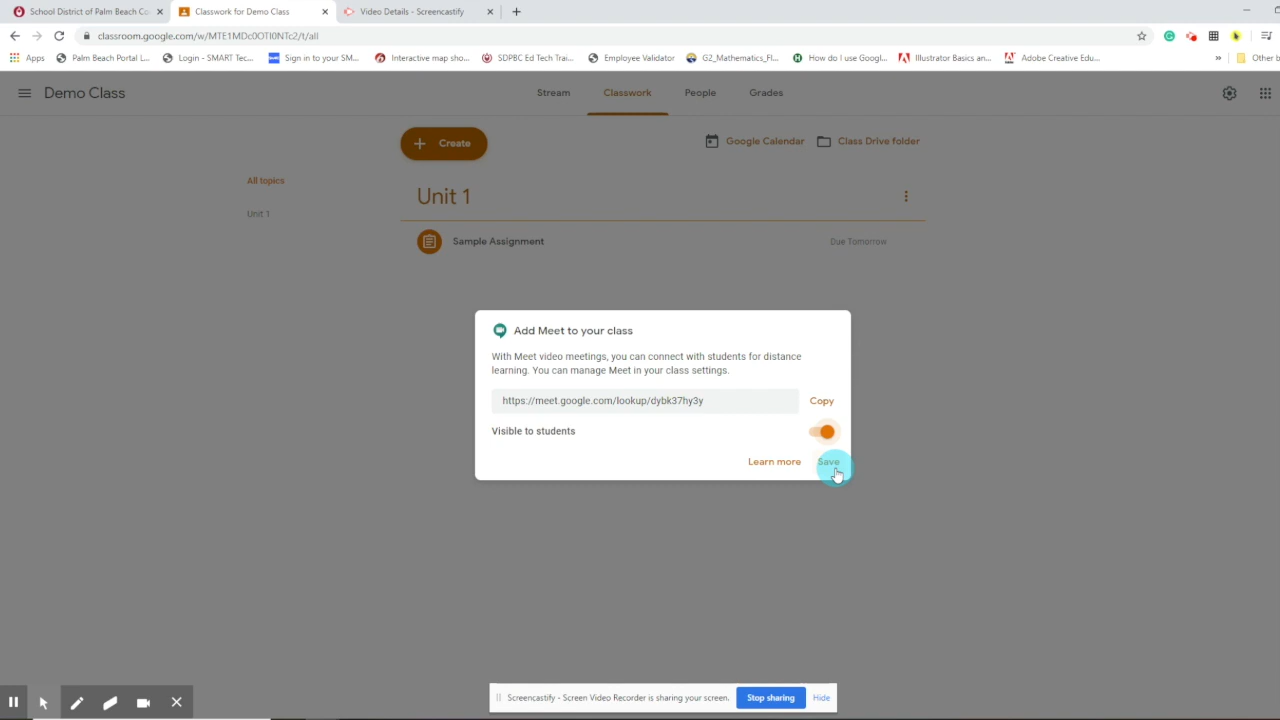 School District of Palm Beach Co
Classwork for Demo Class
Video Details - Screencastify
classroom.google.com/w/MTE1MDc0OTI0NTc2/t/all
Apps
Palm Beach Portal L...
Login - SMART Tec...
Sign in to your SM...
Interactive map sho...
SDPBC Ed Tech Trai...
Employee Validator
G2_Mathematics_Fl...
How do I use Googl...
Illustrator Basics an...
Adobe Creative Edu...
»
Other b
Demo Class
Stream
Classwork
People
Grades
Create
Google Calendar
Class Drive folder
All topics
Unit 1
Unit 1
Sample Assignment
Due Tomorrow
Add Meet to your class
With Meet video meetings, you can connect with students for distance
learning. You can manage Meet in your class settings.
https://meet.google.com/lookup/dybk37hy3y
Copy
Visible to students
Learn more
Save
Screencastify - Screen Video Recorder is sharing your screen.
Stop sharing
Hide